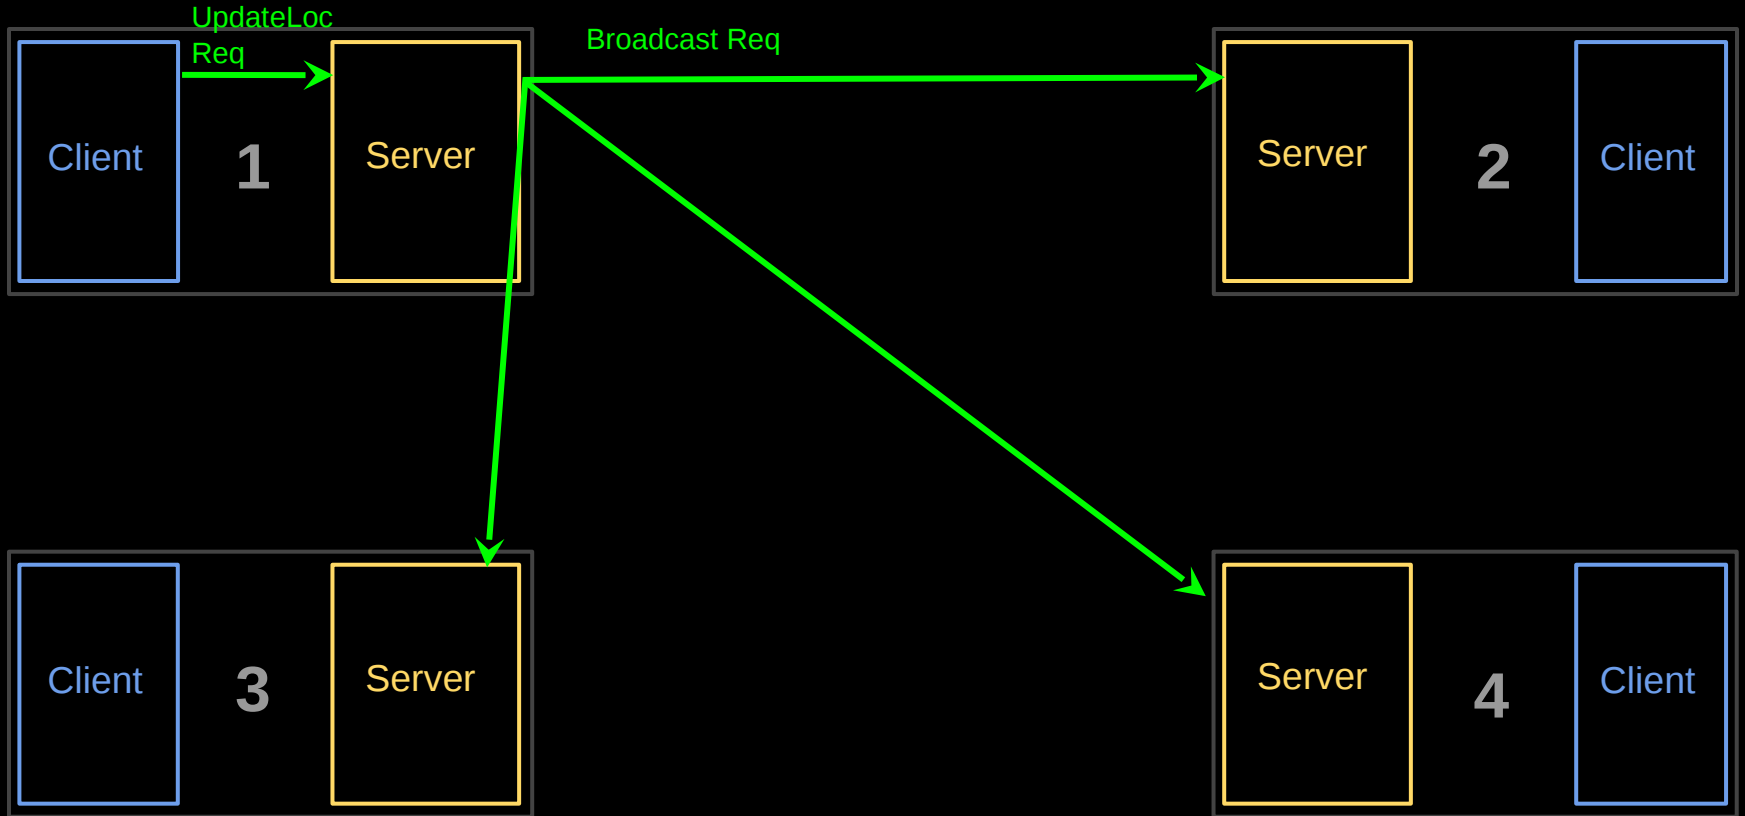 UpdateLoc
Req
Broadcast Req
Client
1
Server
Server
2
Client
Client
3
Server
Server
4
Client